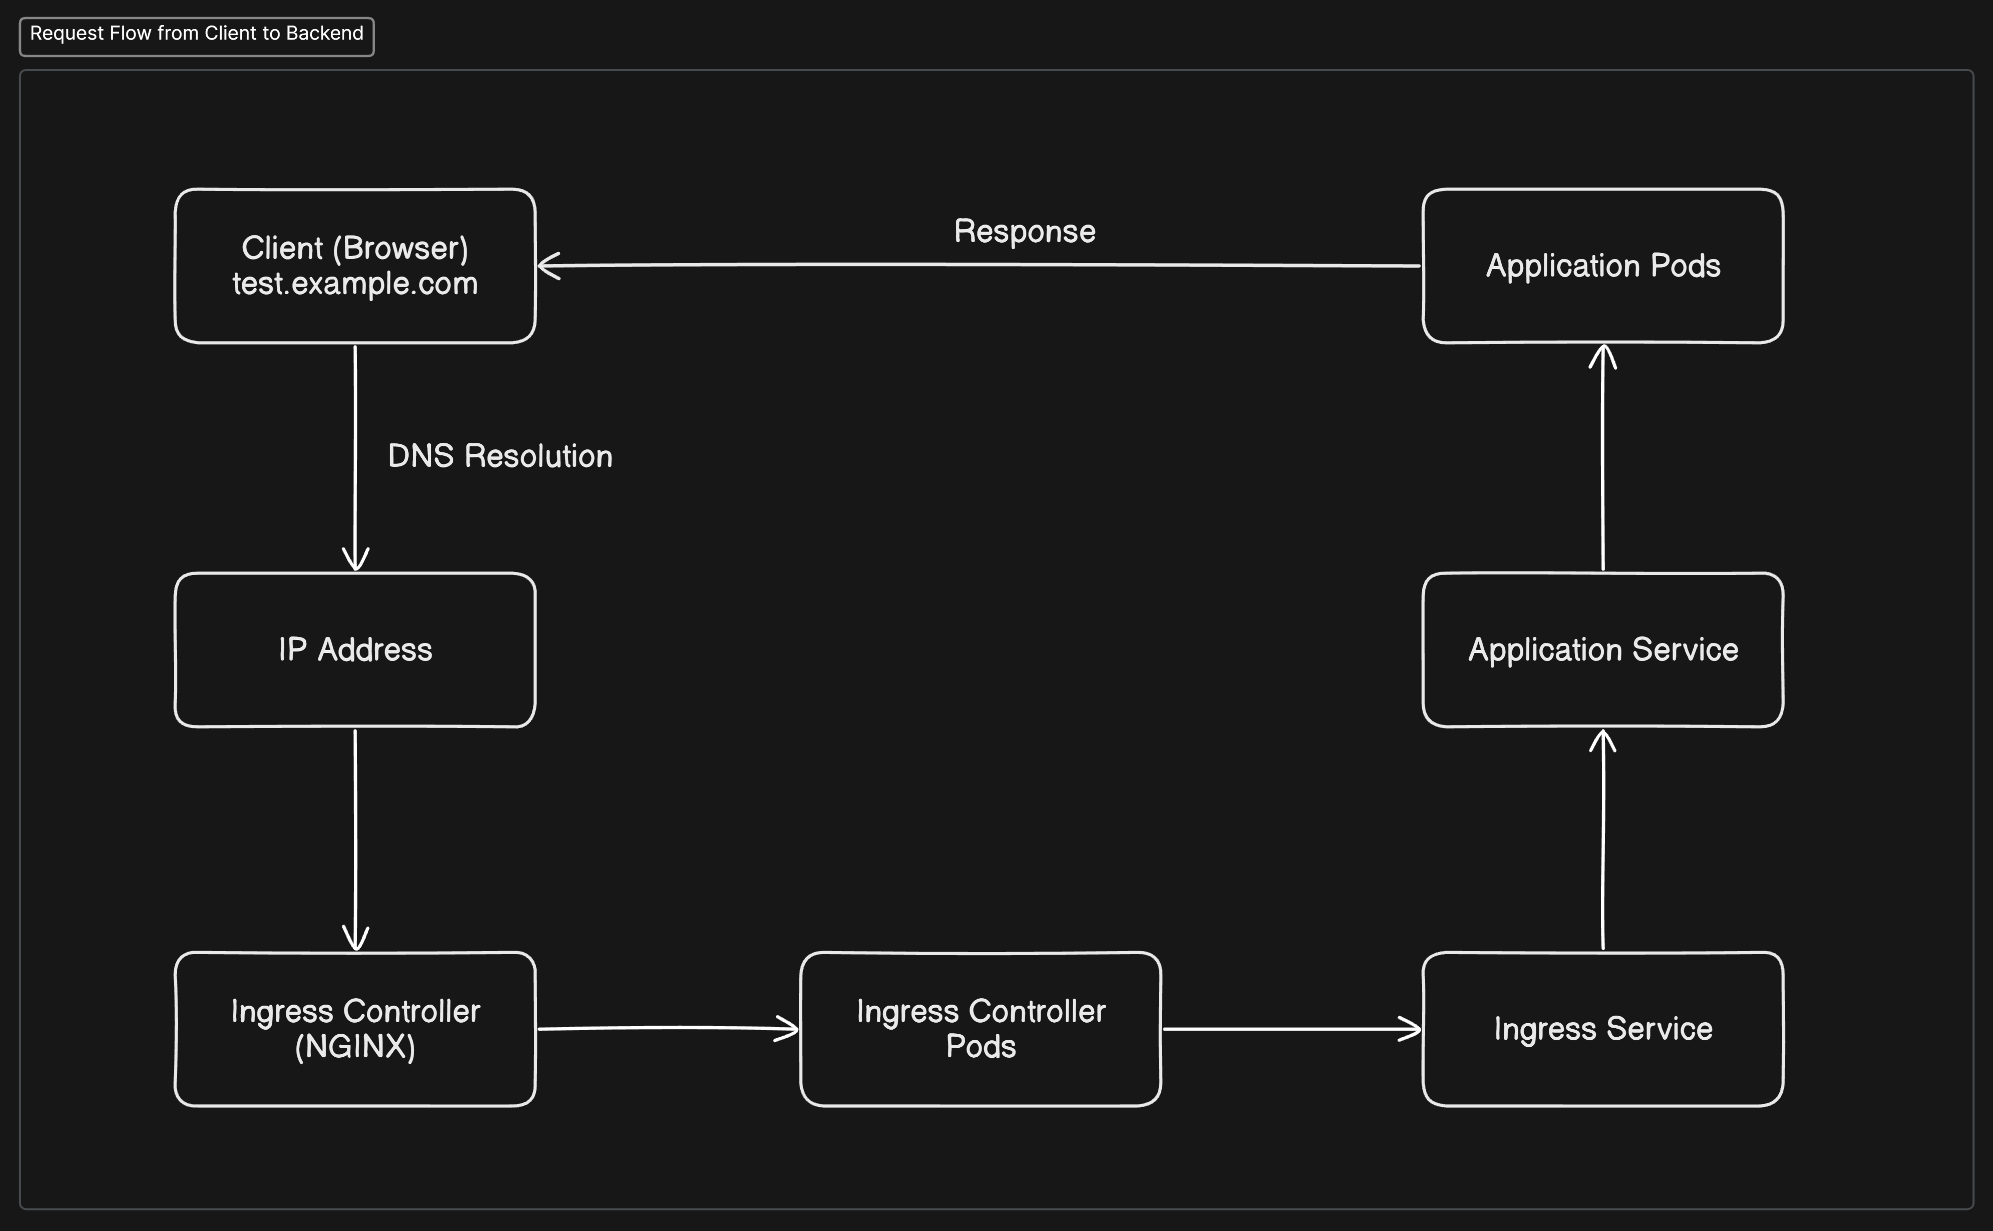 Request Flow from Client to Backend
Client (Browser)
test.example.com
Response
Application Pods
DNS Resolution
IP Address
Application Service
Ingress Controller
(NGINX)
Ingress Controller
Pods
Ingress Service